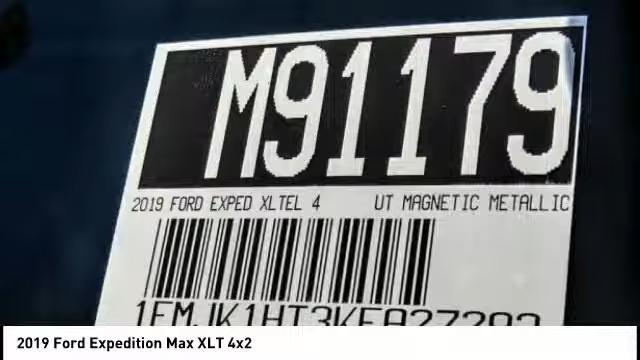 M91179
2019 FORD EXPED XLTEL 4 UT MAGNETIC METALLIC
2019 Ford Expedition Max XLT 4x2